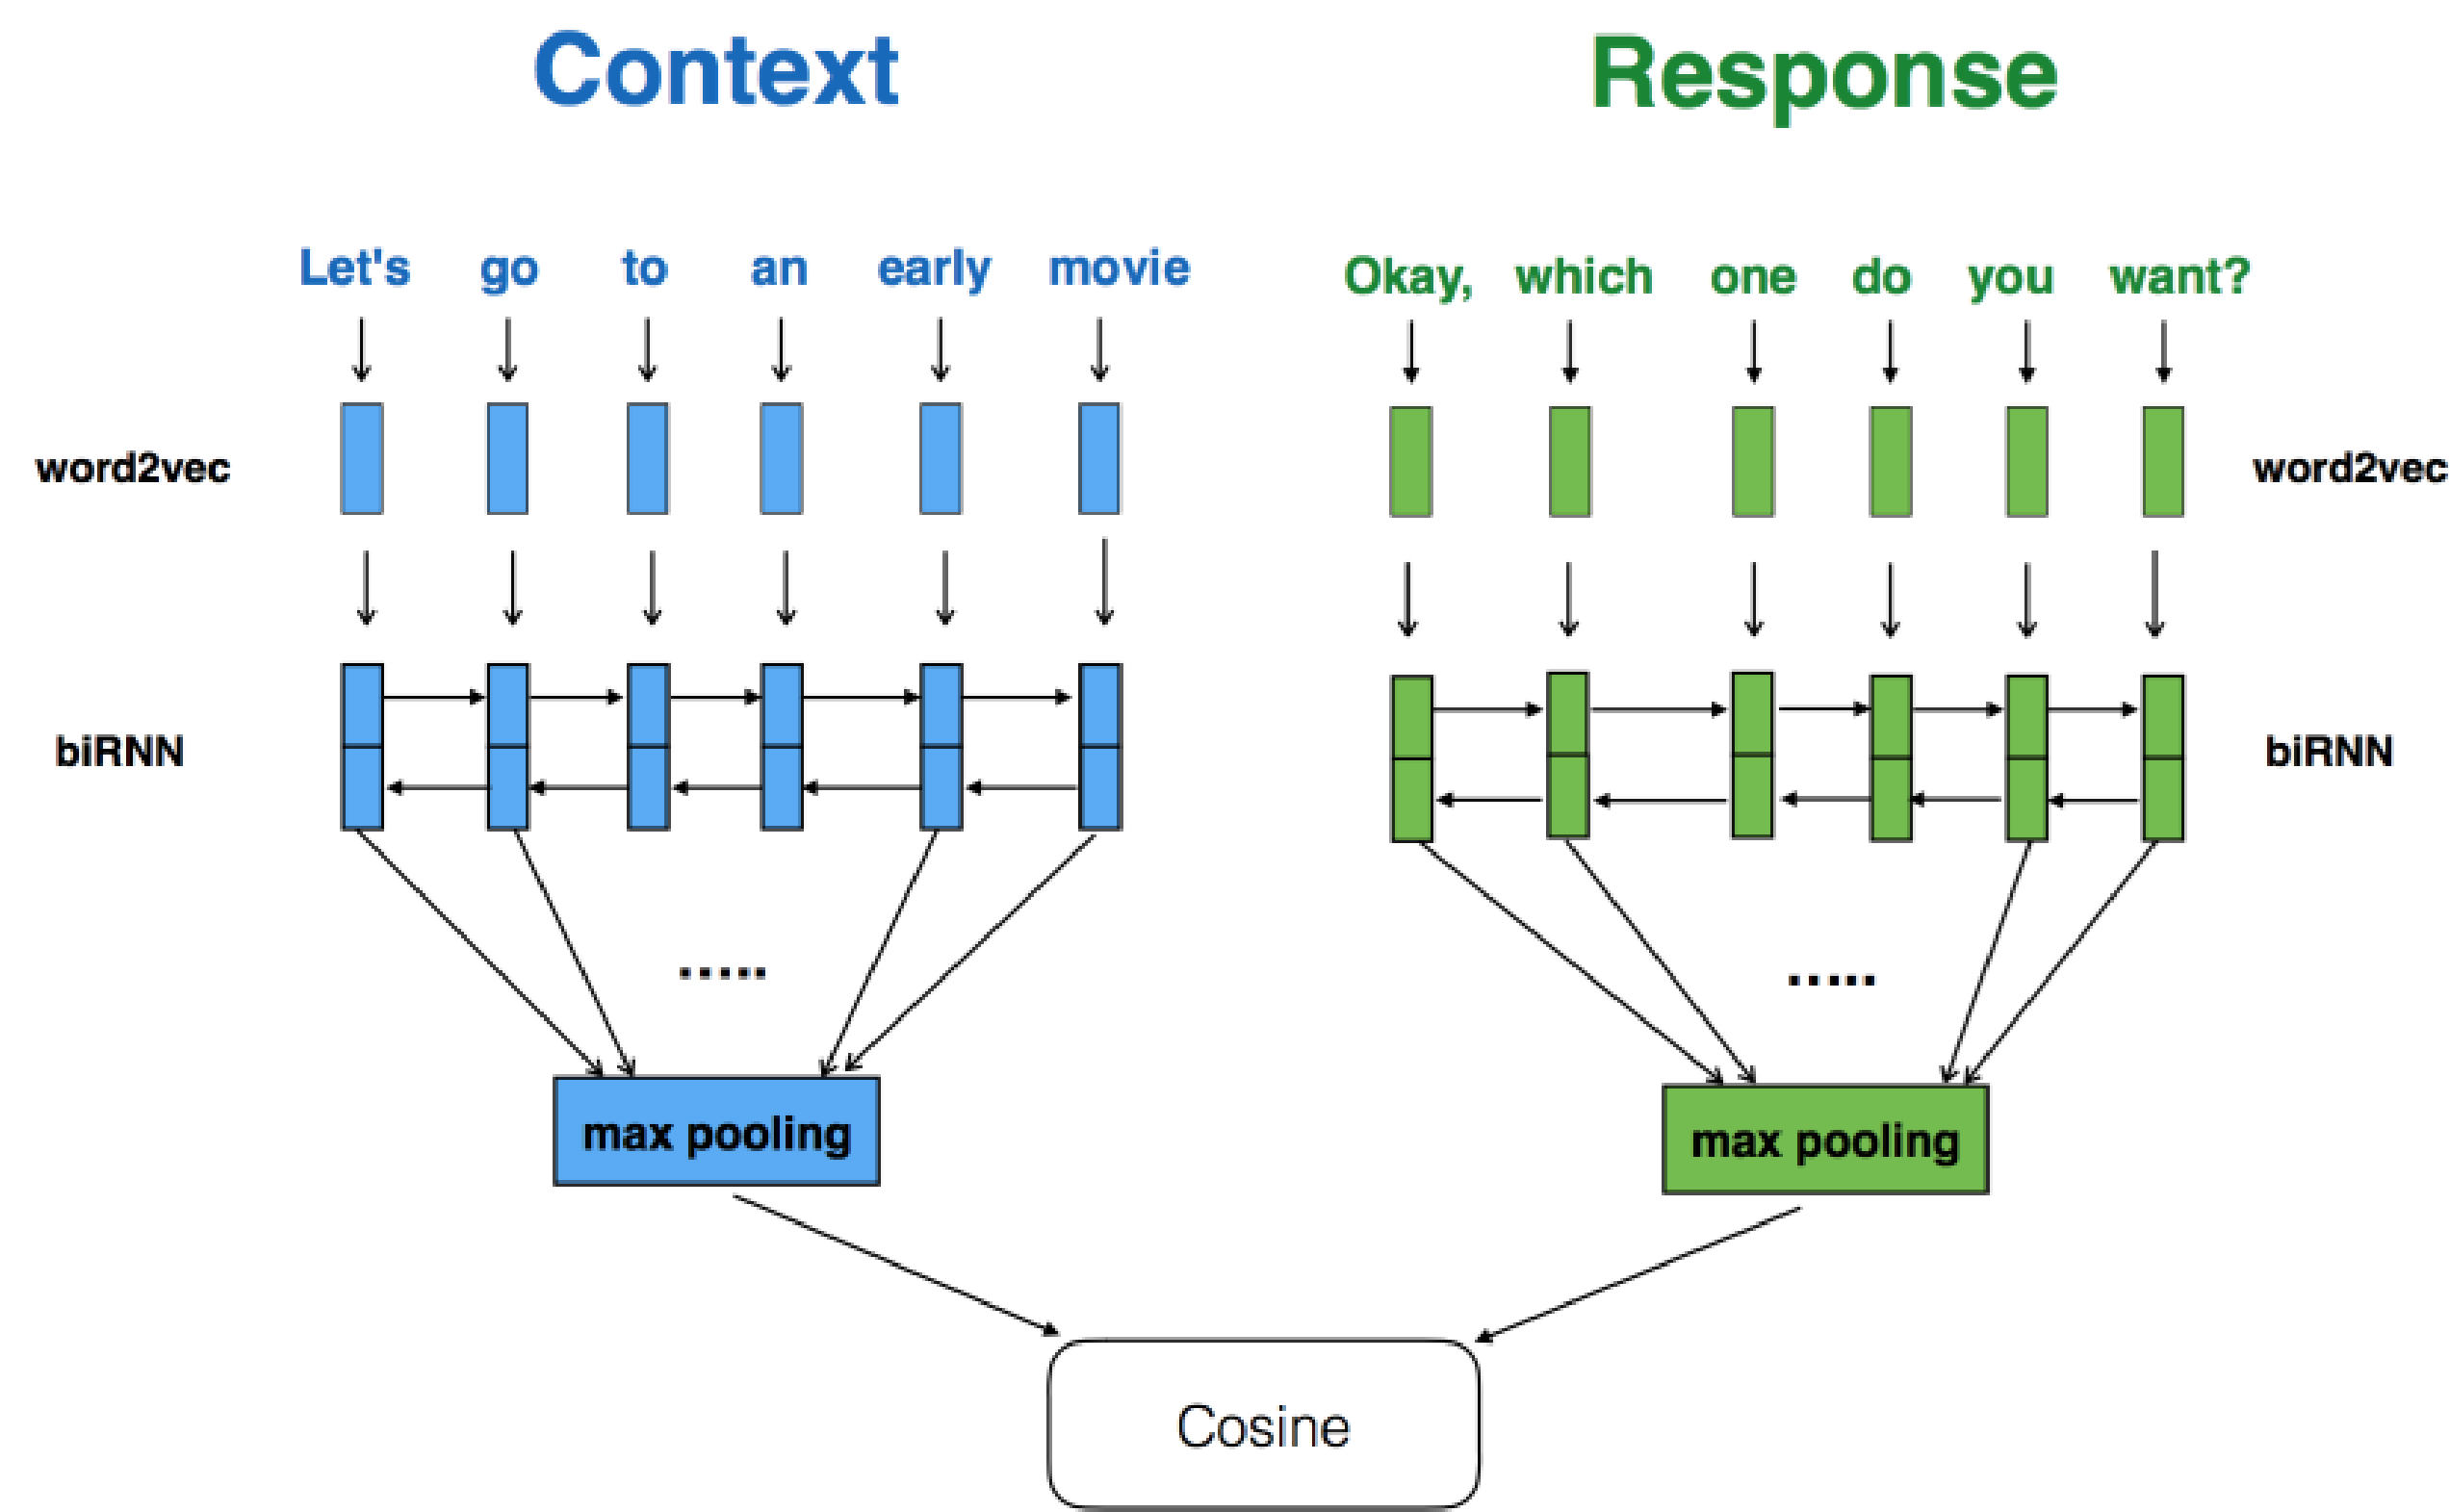 Context
Response
Let's go to an early movie
Okay, which one do you want?
word2vec
word2vec
biRNN
biRNN
.....
.....
max pooling
max pooling
Cosine